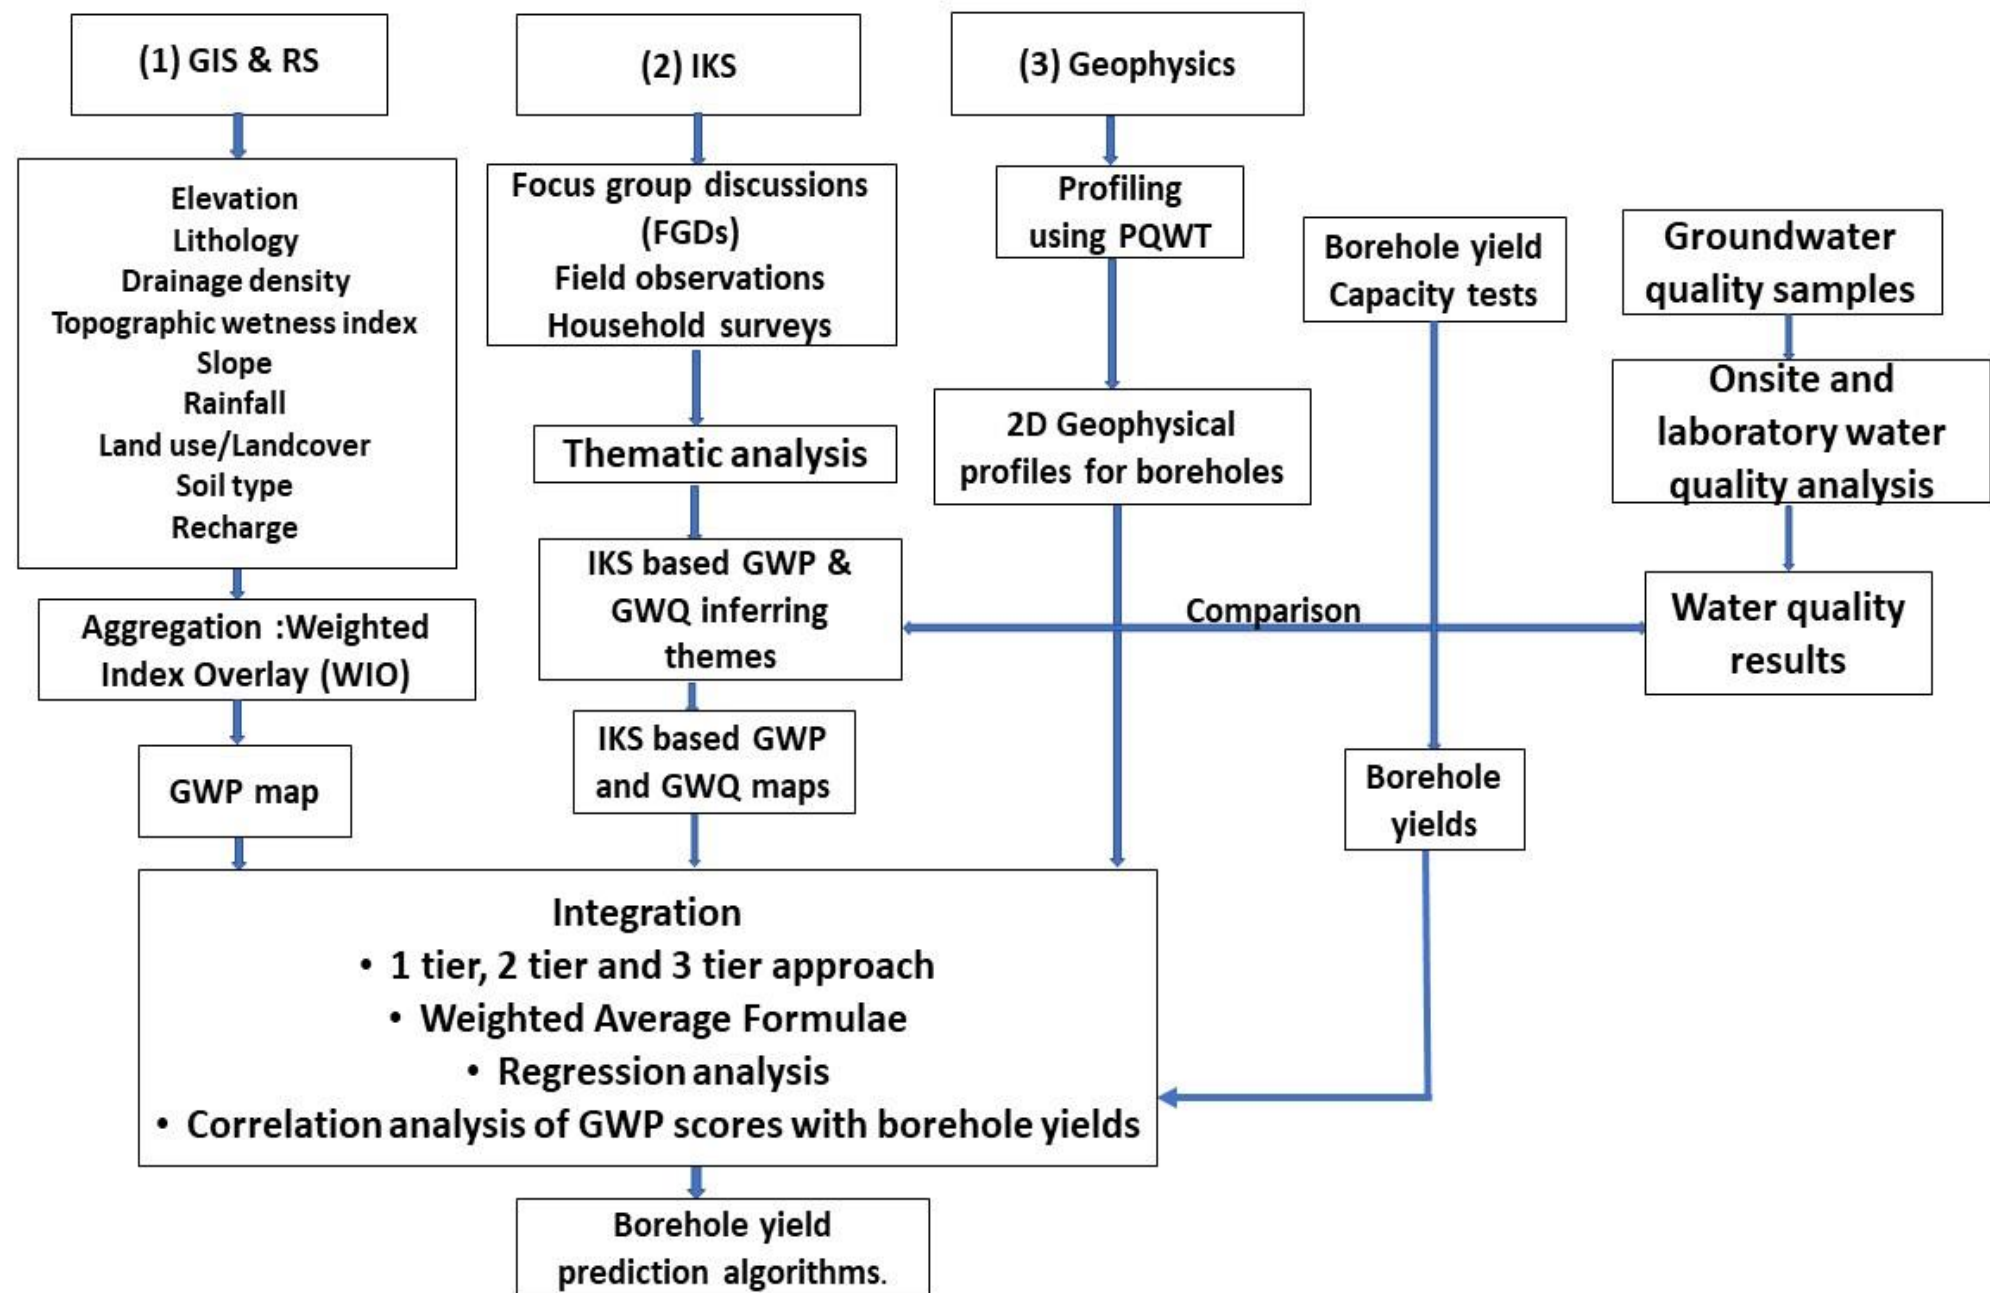 (1) GIS & RS
Elevation
Lithology
Drainage density
Topographic wetness index
Slope
Rainfall
Land use/Landcover
Soil type
Recharge
Aggregation :Weighted
Index Overlay (WIO)
GWP map
(2) IKS
Focus group discussions
(FGDs)
Field observations
Household surveys
Thematic analysis
IKS based GWP &
GWQ inferring
themes
IKS based GWP
and GWQ maps
(3) Geophysics
Profiling
using PQWT
2D Geophysical
profiles for boreholes
Borehole yield
Capacity tests
Comparison
Borehole
yields
Groundwater
quality samples
Onsite and
laboratory water
quality analysis
Water quality
results
Integration
• 1 tier, 2 tier and 3 tier approach
• Weighted Average Formulae
• Regression analysis
• Correlation analysis of GWP scores with borehole yields
Borehole yield
prediction algorithms.